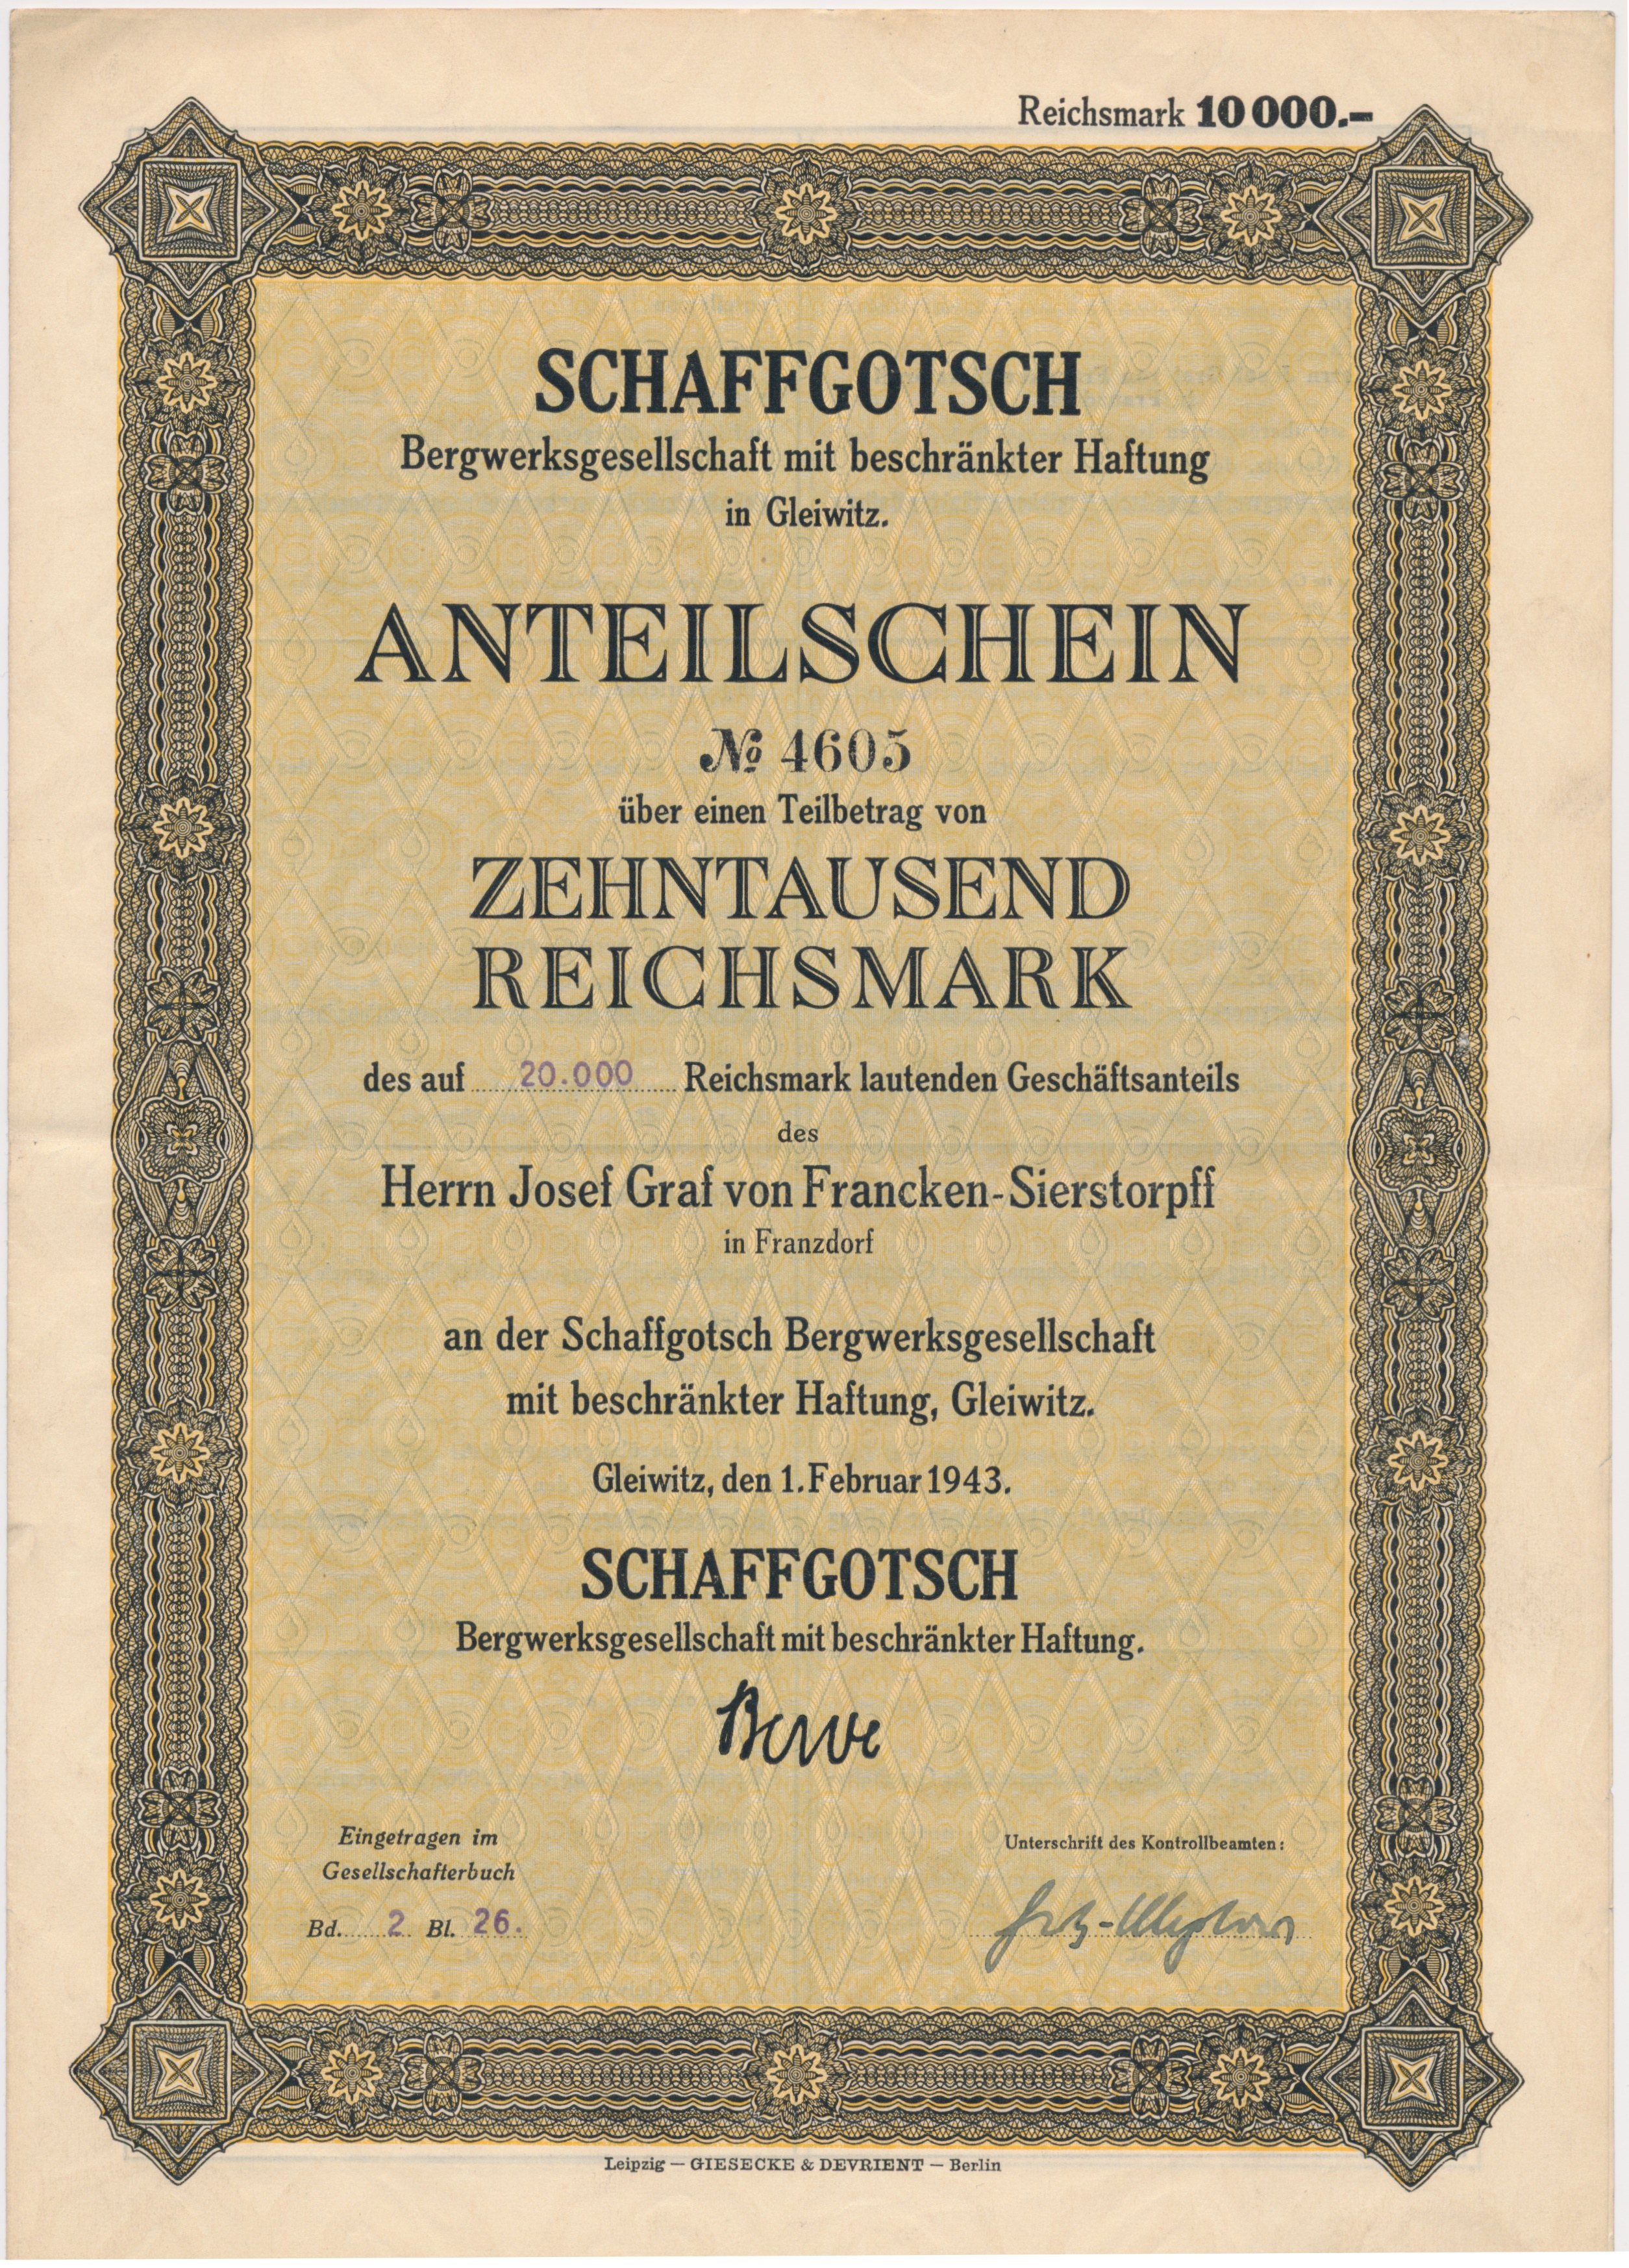 Reichsmark 10 000.-
SCHAFFGOTSCH
Bergwerksgesellschaft mit beschränkter Haftung
in Gleiwitz.
ANTEILSCHEIN
№ 4605
über einen Teilbetrag von
ZEHNTAUSEND
REICHSMARK
des auf 20.000 Reichsmark lautenden Geschäftsanteils
des
Herrn Josef Graf von Francken-Sierstorpff
in Franzdorf
an der Schaffgotsch Bergwerksgesellschaft
mit beschränkter Haftung, Gleiwitz.
Gleiwitz, den 1. Februar 1943.
SCHAFFGOTSCH
Bergwerksgesellschaft mit beschränkter Haftung.
Berve
Eingetragen im
Gesellschafterbuch
Bd. 2 Bl. 26.
Unterschrift des Kontrollbeamten:
Leipzig — GIESECKE & DEVRIENT — Berlin